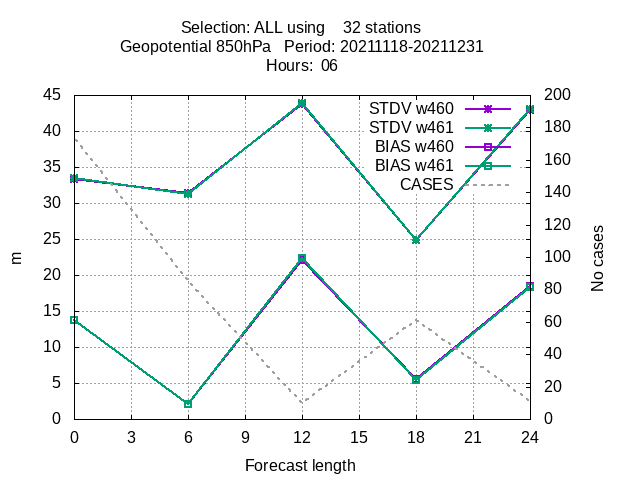 Selection: ALL using    32 stations
Geopotential 850hPa   Period: 20211118-20211231
Hours:  06
45 200
40 180
35 160
30 140
25 120
20 100
15 80
10 60
5 40
0 20
0
STDV w460
STDV w461
BIAS w460
BIAS w461
CASES
m
No cases
0 3 6 9 12 15 18 21 24
Forecast length